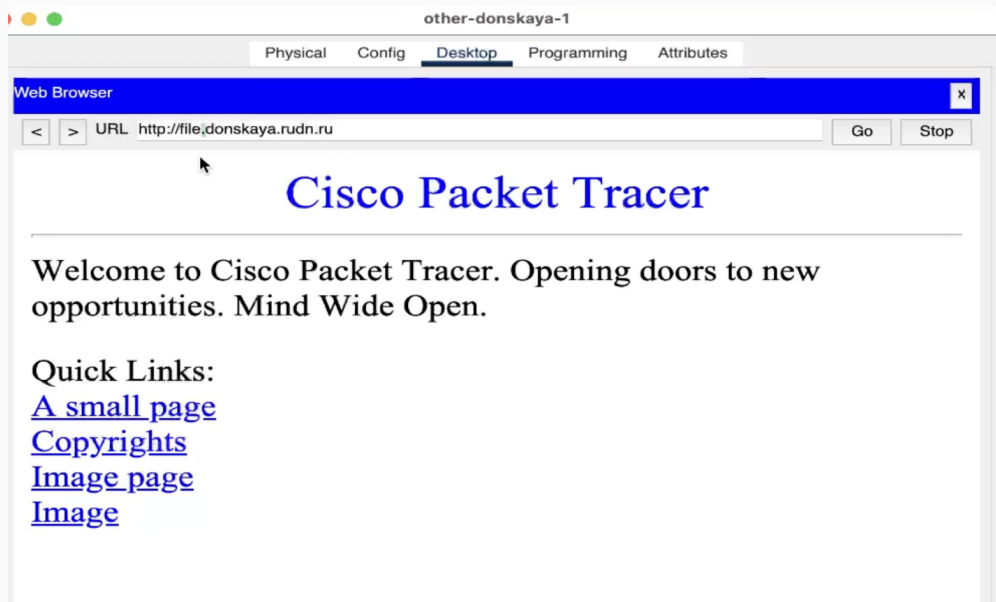 other-donskaya-1
Physical Config Desktop Programming Attributes
Web Browser X
< > URL http://file.donskaya.rudn.ru Go Stop
Cisco Packet Tracer
Welcome to Cisco Packet Tracer. Opening doors to new
opportunities. Mind Wide Open.
Quick Links:
A small page
Copyrights
Image page
Image